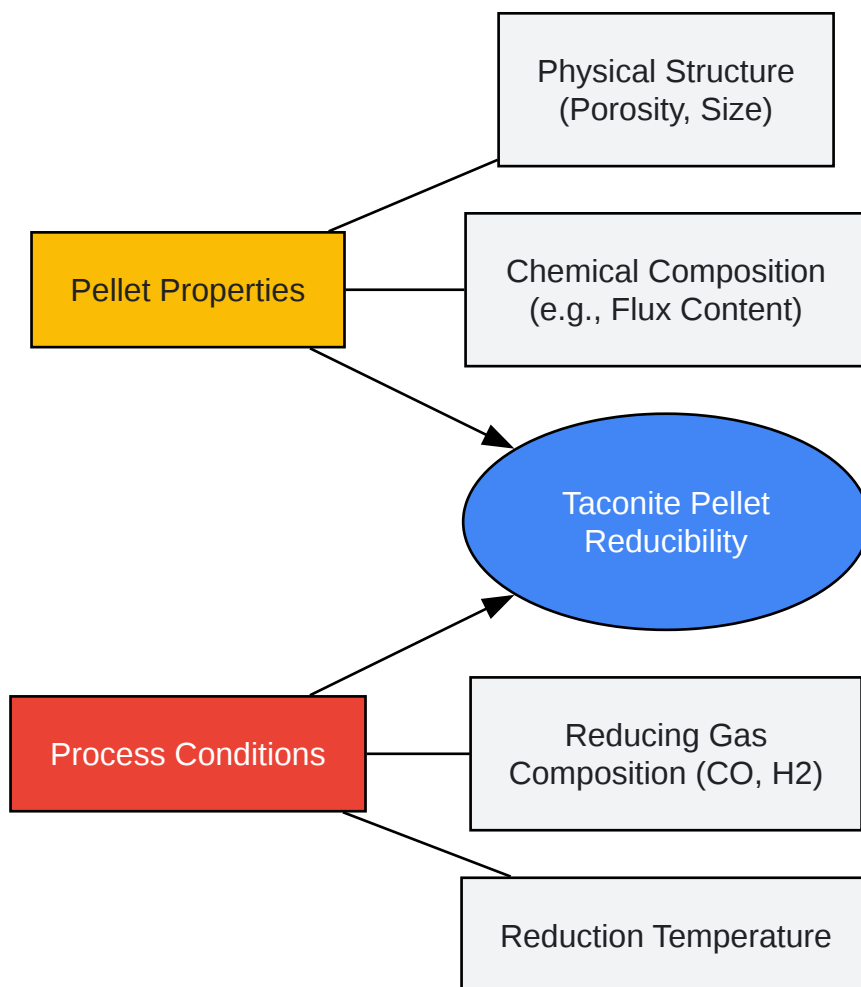 Physical Structure
(Porosity, Size)
Pellet Properties
Chemical Composition
(e.g., Flux Content)
Taconite Pellet
Reducibility
Process Conditions
Reducing Gas
Composition (CO, H2)
Reduction Temperature